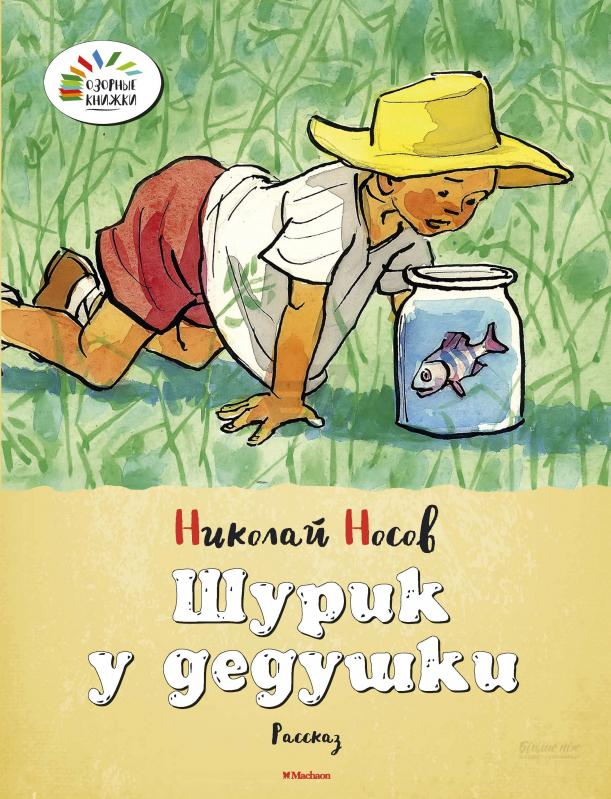 ОЗОРНЫЕ
КНИЖКИ
Николай Носов
Шурик
у дедушки
Рассказ
Machaon